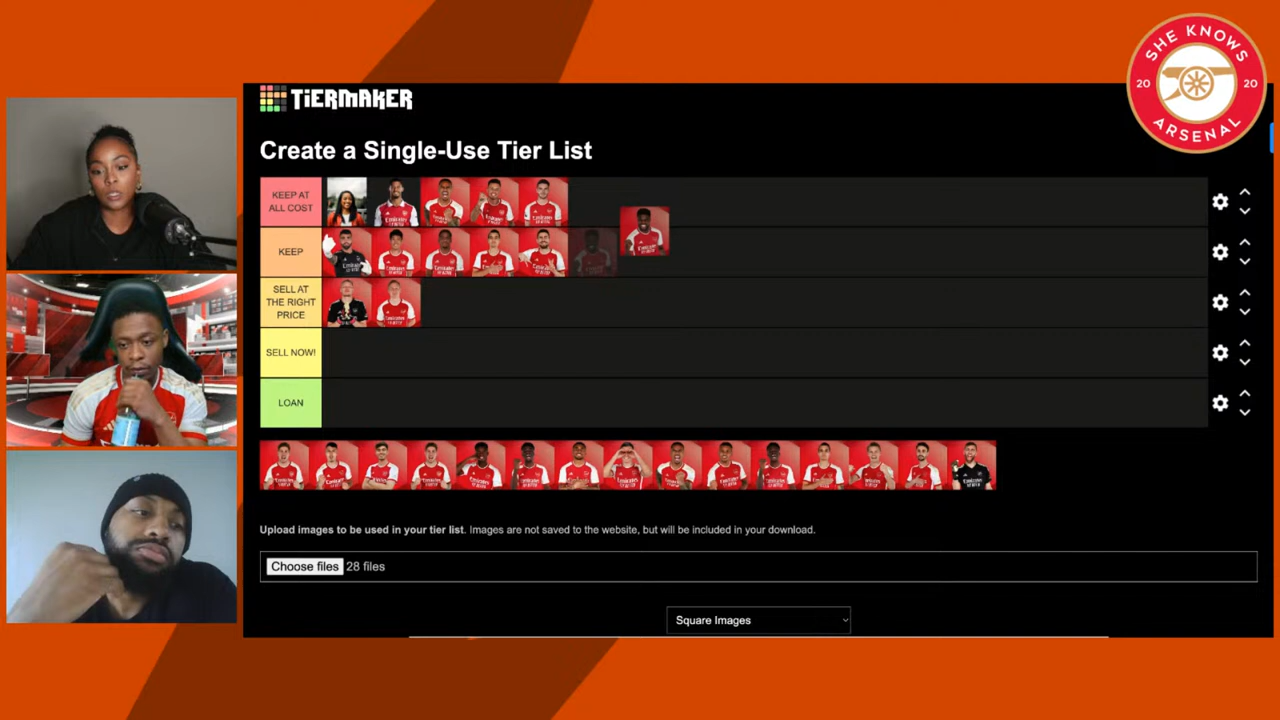 SHE KNOWS
20 20
ARSENAL
TiERMAKER
Create a Single-Use Tier List
KEEP AT
ALL COST
KEEP
SELL AT
THE RIGHT
PRICE
SELL NOW!
LOAN
Upload images to be used in your tier list. Images are not saved to the website, but will be included in your download.
Choose files 28 files
Square Images